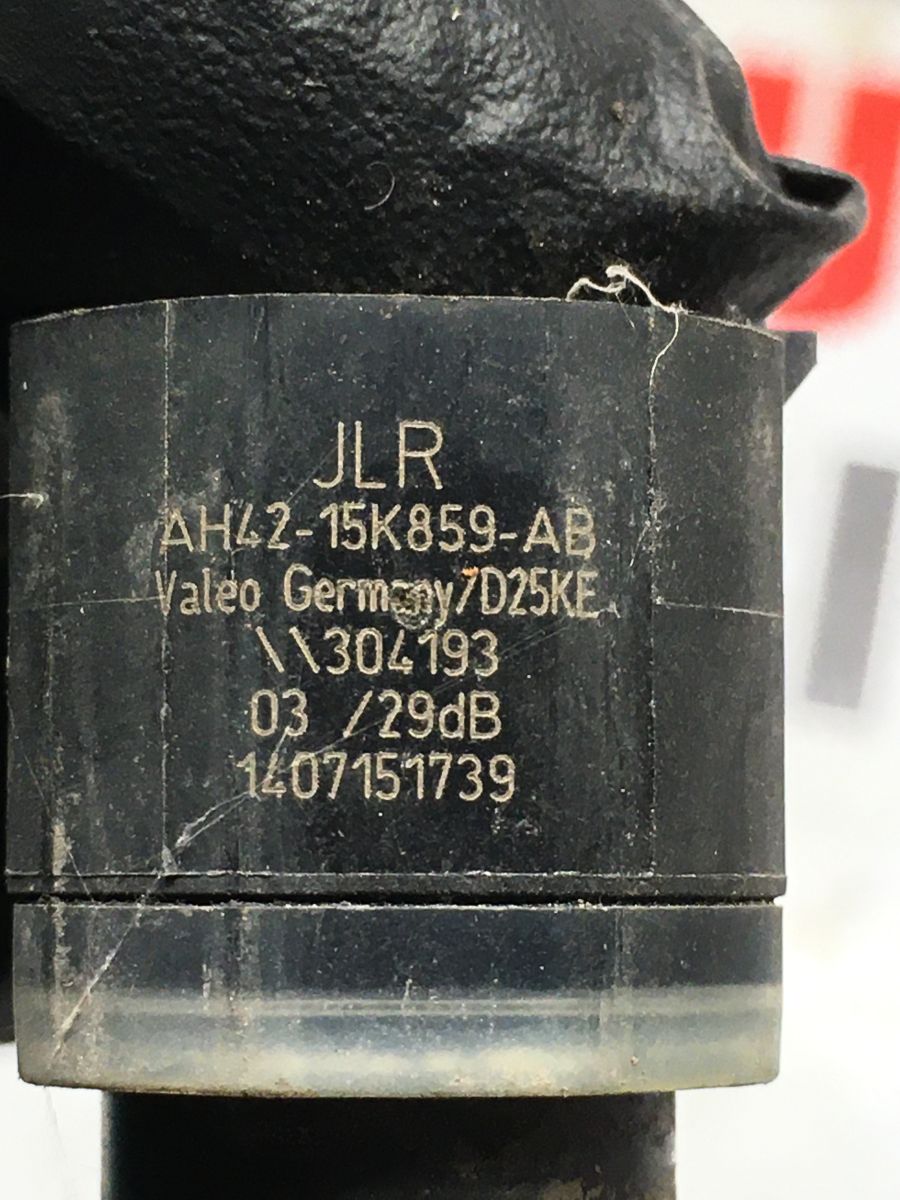 JLR
AH42-15K859-AB
Valeo Germany/D25KE
\\304193
03 /29dB
1407151739